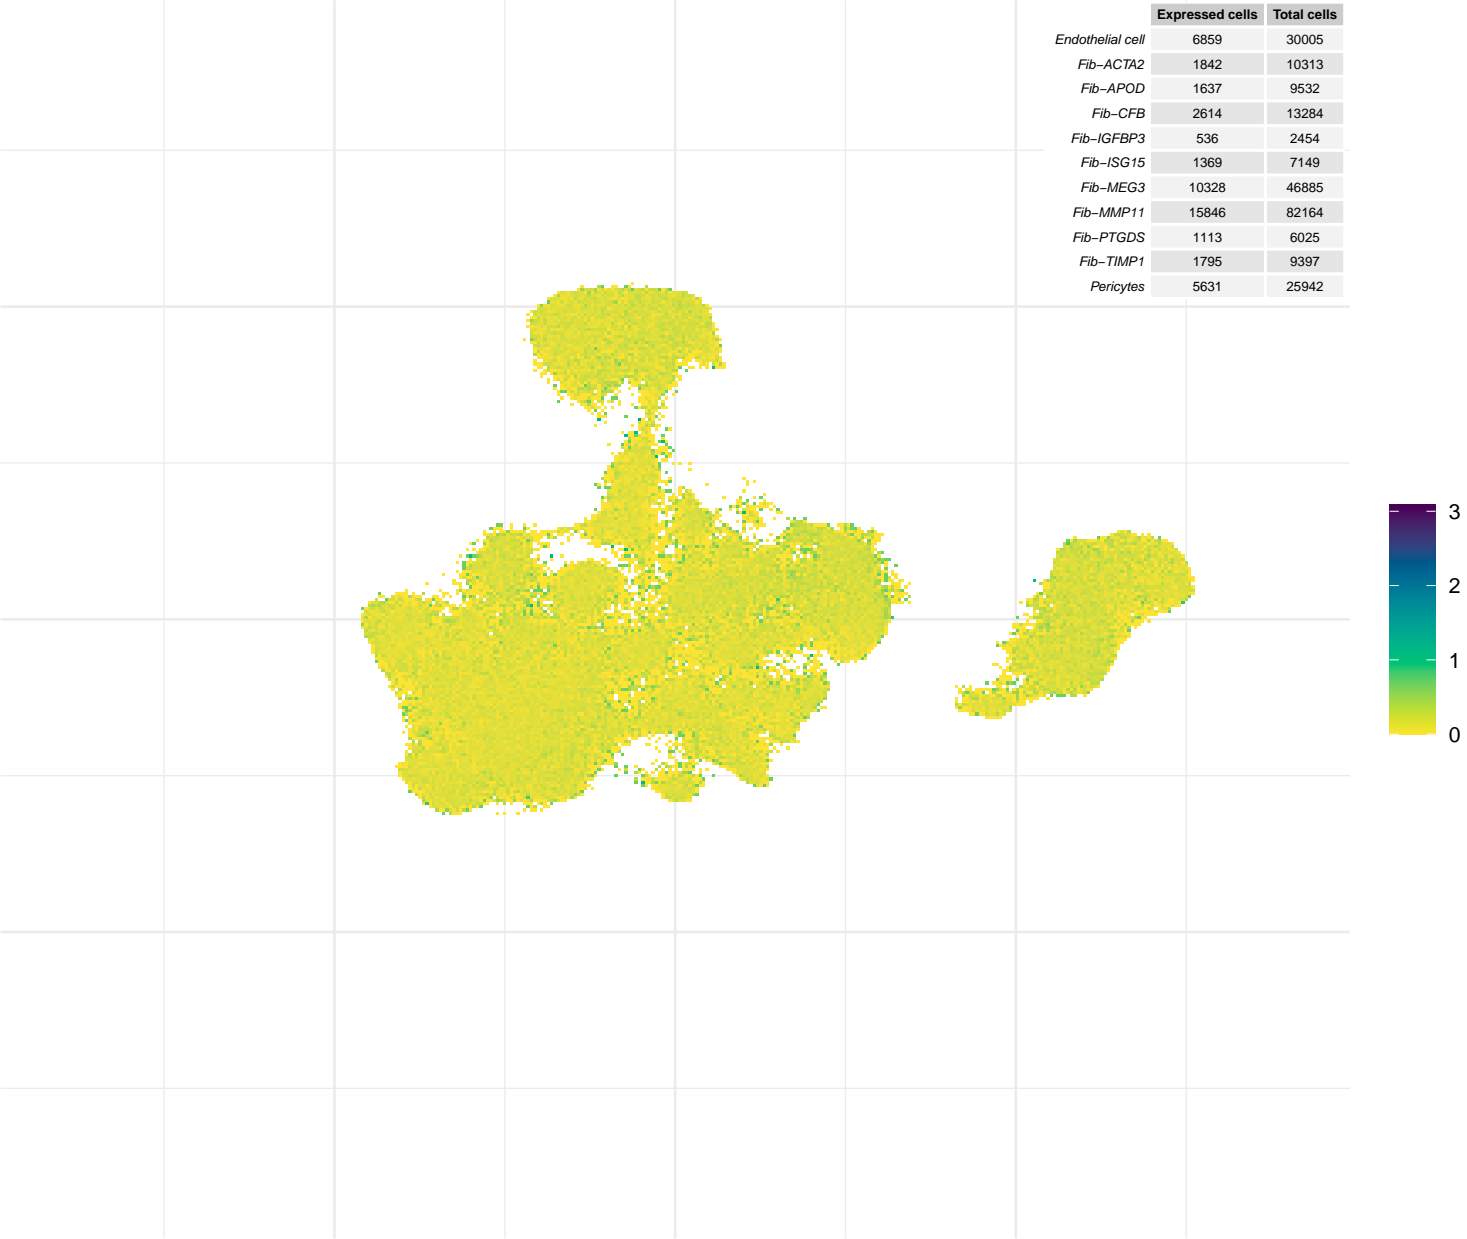 Expressed cells Total cells
Endothelial cell 6859 30005
Fib−ACTA2 1842 10313
Fib−APOD 1637 9532
Fib−CFB 2614 13284
Fib−IGFBP3 536 2454
Fib−ISG15 1369 7149
Fib−MEG3 10328 46885
Fib−MMP11 15846 82164
Fib−PTGDS 1113 6025
Fib−TIMP1 1795 9397
Pericytes 5631 25942
3
2
1
0